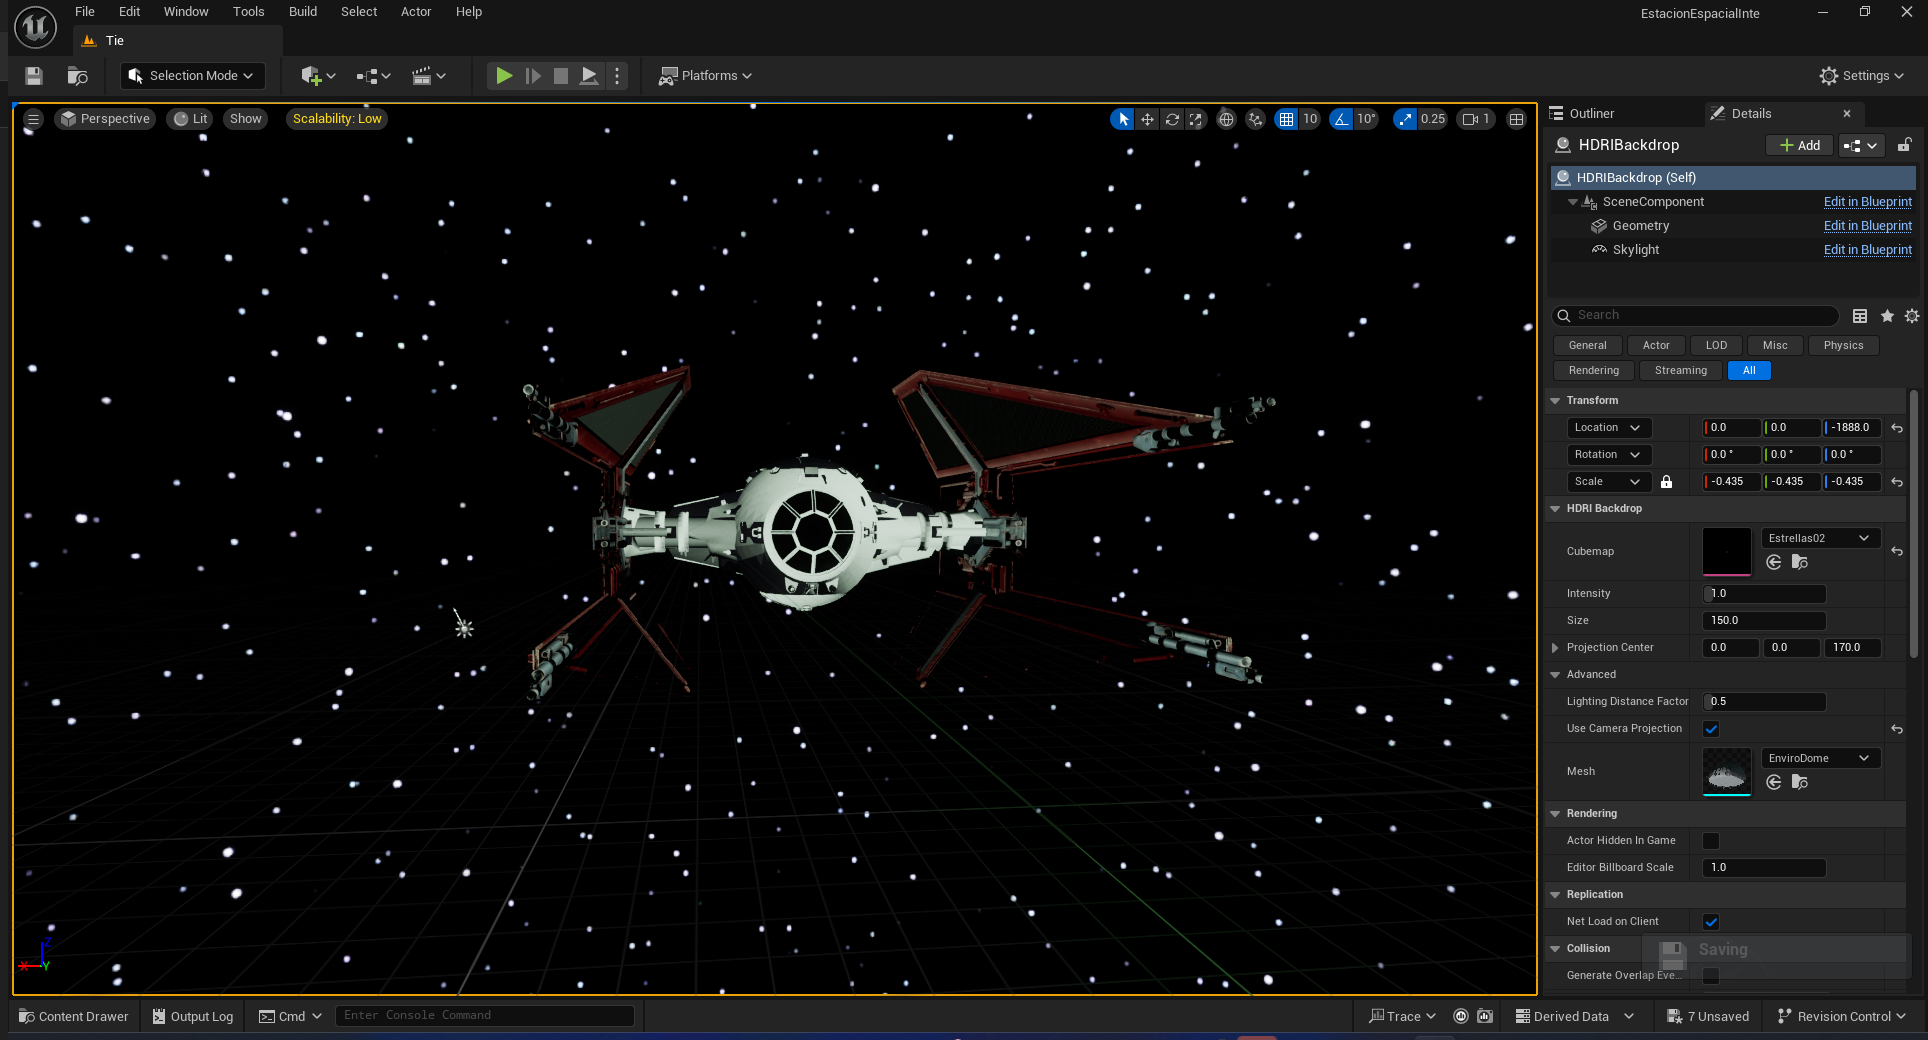 File Edit Window Tools Build Select Actor Help
EstacionEspacialInte
Tie
Selection Mode
Platforms
Settings
Perspective Lit Show Scalability: Low
10 10° 0.25 1
Outliner Details
HDRIBackdrop
Add
HDRIBackdrop (Self)
SceneComponent Edit in Blueprint
Geometry Edit in Blueprint
Skylight Edit in Blueprint
Search
General Actor LOD Misc Physics
Rendering Streaming All
Transform
Location 0.0 0.0 -1888.0
Rotation 0.0 ° 0.0 ° 0.0 °
Scale -0.435 -0.435 -0.435
HDRI Backdrop
Cubemap Estrellas02
Intensity 1.0
Size 150.0
Projection Center 0.0 0.0 170.0
Advanced
Lighting Distance Factor 0.5
Use Camera Projection
Mesh EnviroDome
Rendering
Actor Hidden In Game
Editor Billboard Scale 1.0
Replication
Net Load on Client
Collision
Saving
Generate Overlap Eve...
Z
X Y
Content Drawer Output Log Cmd Enter Console Command Trace Derived Data 7 Unsaved Revision Control